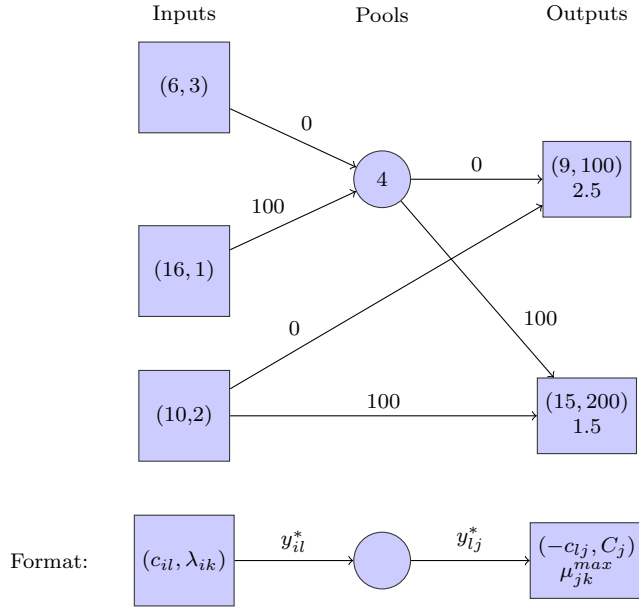 Inputs Pools Outputs
(6, 3)
0
(9, 100)
2.5
4
0
100
(16, 1)
0
100
(10,2)
100
(15, 200)
1.5
Format:
(c_{il}, λ_{ik})
y^*_{il}
y^*_{lj}
(−c_{lj}, C_j)
μ^{max}_{jk}